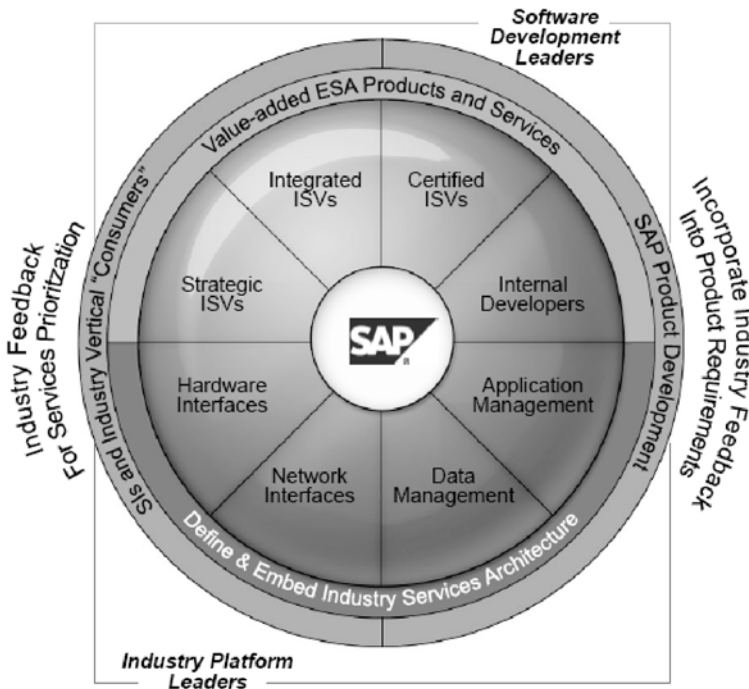 Software
Development
Leaders
Value-added ESA Products and Services
Integrated
ISVs
Certified
ISVs
Strategic
ISVs
Internal
Developers
SAP
®
Hardware
Interfaces
Application
Management
Network
Interfaces
Data
Management
Define & Embed Industry Services Architecture
SIs and Industry Vertical “Consumers”
SAP Product Development
Industry Feedback
For Services Prioritzation
Incorporate Industry Feedback
Into Product Requirements
Industry Platform
Leaders